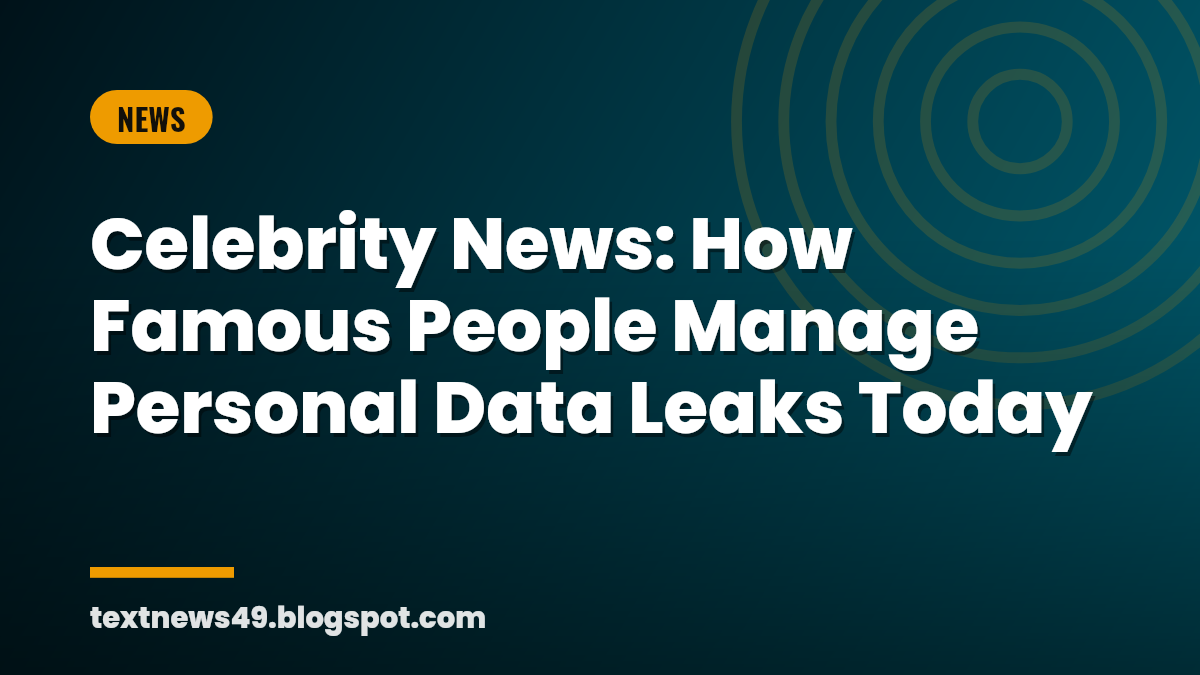 NEWS
Celebrity News: How
Famous People Manage
Personal Data Leaks Today
textnews49.blogspot.com